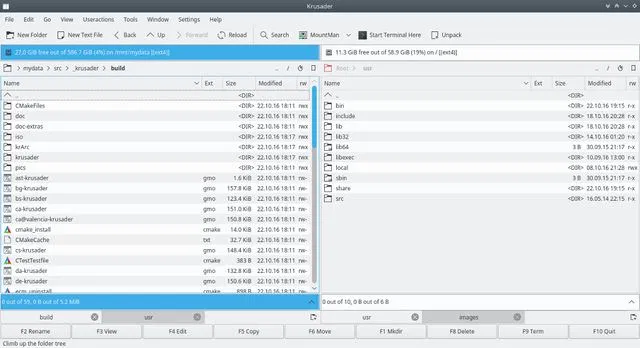 Krusader
File Edit Go View Useractions Tools Window Settings Help
New Folder New Text File Back Up Forward Reload Search MountMan Start Terminal Here Unpack
27.0 GiB free out of 586.7 GiB (4%) on /mnt/mydata [(ext4)]
11.3 GiB free out of 58.9 GiB (19%) on / [(ext4)]
mydata src _krusader build
Root usr
Name Ext Size Modified rw
Name Ext Size Modified rw
.. <DIR>
CMakeFiles <DIR> 22.10.16 18:11 rwx
doc <DIR> 22.10.16 18:11 rwx
doc-extras <DIR> 22.10.16 18:11 rwx
iso <DIR> 22.10.16 18:17 rwx
krArc <DIR> 22.10.16 18:17 rwx
krusader <DIR> 22.10.16 18:17 rwx
pics <DIR> 22.10.16 18:11 rwx
ast-krusader gmo 1.6 KiB 22.10.16 18:11 rw-
bg-krusader gmo 157.8 KiB 22.10.16 18:11 rw-
bs-krusader gmo 123.4 KiB 22.10.16 18:11 rw-
ca-krusader gmo 151.0 KiB 22.10.16 18:11 rw-
ca@valencia-krusader gmo 150.8 KiB 22.10.16 18:11 rw-
cmake_install cmake 14.0 KiB 22.10.16 18:11 rw-
CMakeCache txt 32.7 KiB 22.10.16 18:11 rw-
cs-krusader gmo 148.4 KiB 22.10.16 18:11 rw-
CTestTestfile cmake 383 B 22.10.16 18:11 rw-
da-krusader gmo 132.8 KiB 22.10.16 18:11 rw-
de-krusader gmo 150.6 KiB 22.10.16 18:11 rw-
ecm_uninstall cmake 898 B 22.10.16 18:11 rw-
.. <DIR>
bin <DIR> 22.10.16 19:15 r-x
include <DIR> 18.10.16 20:28 r-x
lib <DIR> 18.10.16 20:28 r-x
lib32 <DIR> 14.10.16 01:20 r-x
lib64 3 B 30.09.15 21:17 r-x
libexec <DIR> 10.09.16 13:00 r-x
local <DIR> 08.10.16 21:28 rwx
sbin 3 B 30.09.15 21:17 r-x
share <DIR> 22.10.16 19:15 r-x
src <DIR> 16.05.14 22:15 r-x
0 out of 55, 0 B out of 5.2 MiB
0 out of 10, 0 B out of 6 B
build usr
usr images
F2 Rename F3 View F4 Edit F5 Copy F6 Move F7 Mkdir F8 Delete F9 Term F10 Quit
Climb up the folder tree